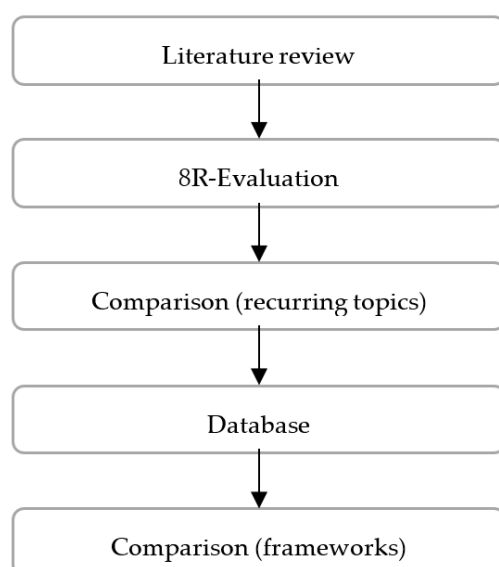 Literature review
8R-Evaluation
Comparison (recurring topics)
Database
Comparison (frameworks)